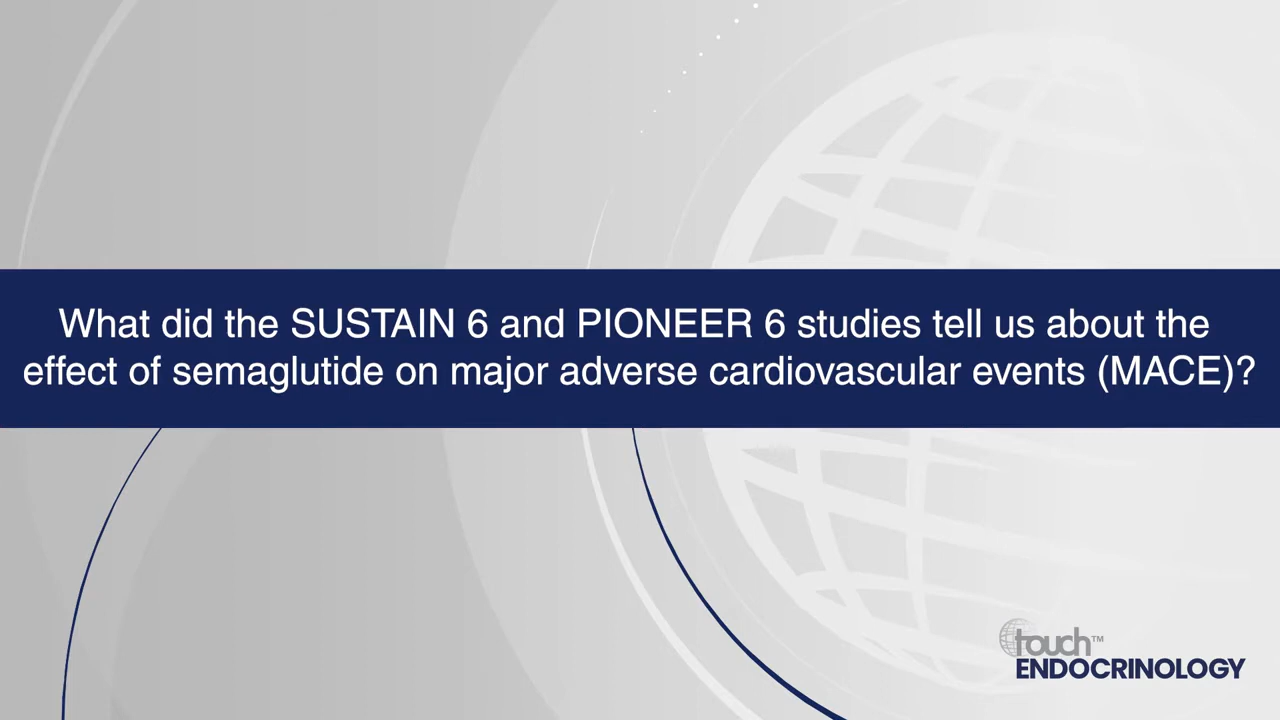 What did the SUSTAIN 6 and PIONEER 6 studies tell us about the
effect of semaglutide on major adverse cardiovascular events (MACE)?
touch™
ENDOCRINOLOGY